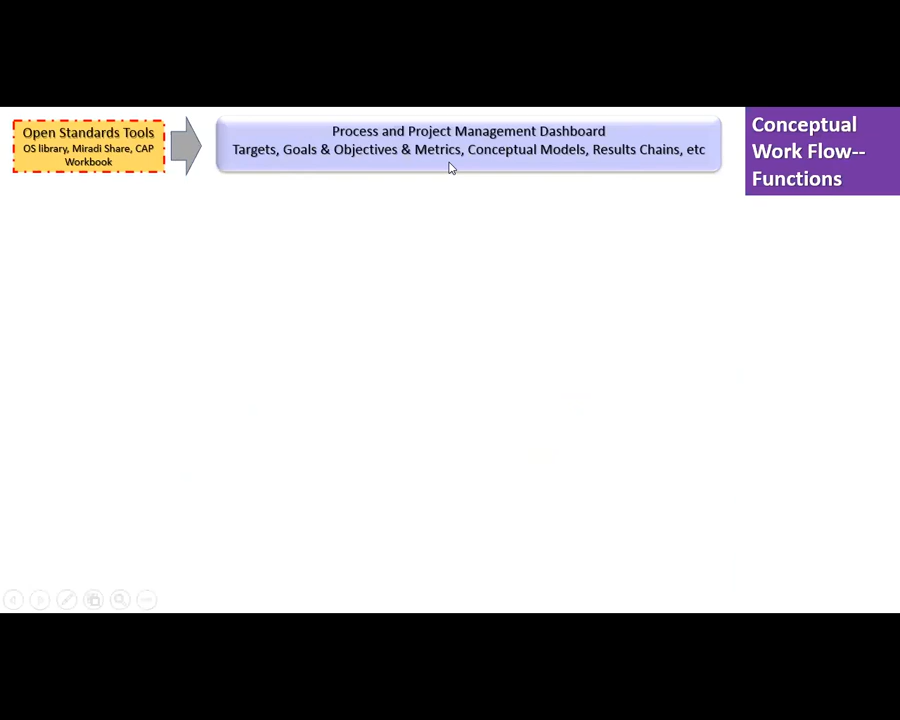 Open Standards Tools
OS library, Miradi Share, CAP
Workbook
Process and Project Management Dashboard
Targets, Goals & Objectives & Metrics, Conceptual Models, Results Chains, etc
Conceptual
Work Flow--
Functions